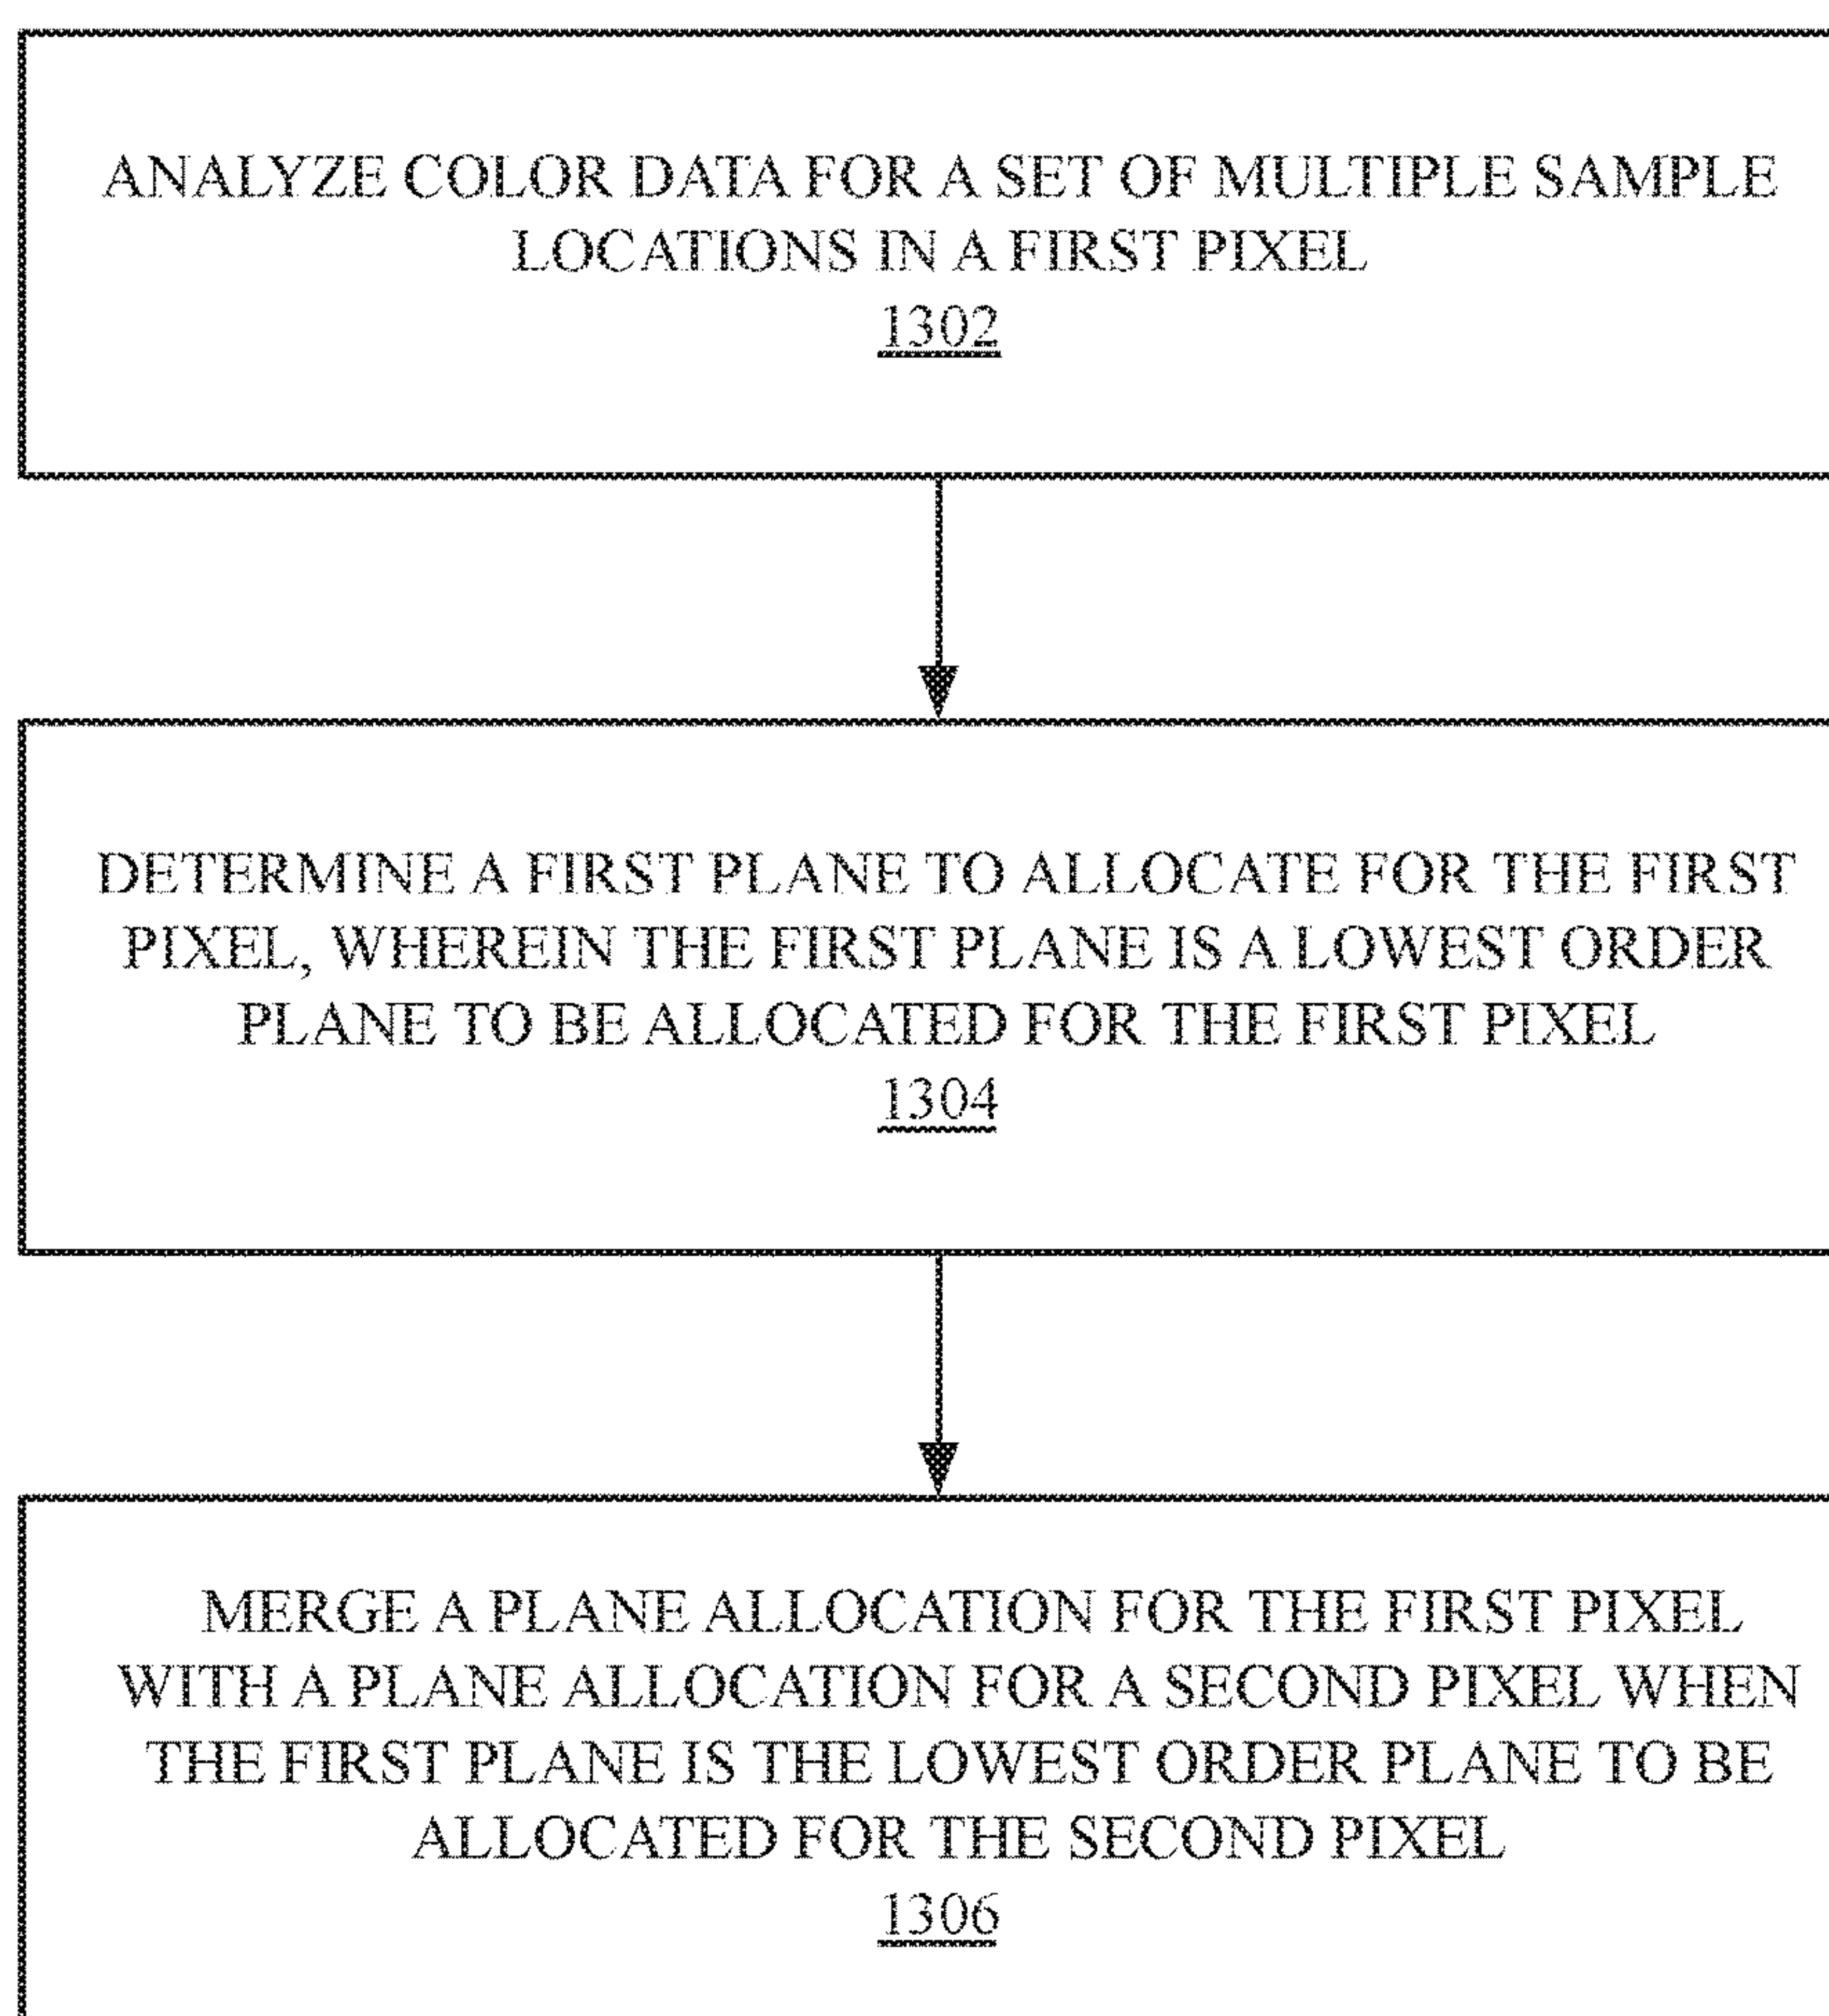 ANALYZE COLOR DATA FOR A SET OF MULTIPLE SAMPLE
LOCATIONS IN A FIRST PIXEL
1302
DETERMINE A FIRST PLANE TO ALLOCATE FOR THE FIRST
PIXEL, WHEREIN THE FIRST PLANE IS A LOWEST ORDER
PLANE TO BE ALLOCATED FOR THE FIRST PIXEL
1304
MERGE A PLANE ALLOCATION FOR THE FIRST PIXEL
WITH A PLANE ALLOCATION FOR A SECOND PIXEL WHEN
THE FIRST PLANE IS THE LOWEST ORDER PLANE TO BE
ALLOCATED FOR THE SECOND PIXEL
1306